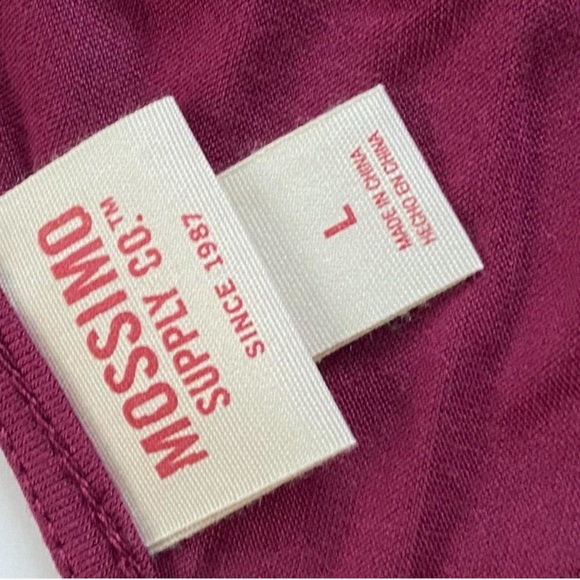 MOSSIMO
SUPPLY CO.™
SINCE 1987
L
MADE IN CHINA
HECHO EN CHINA